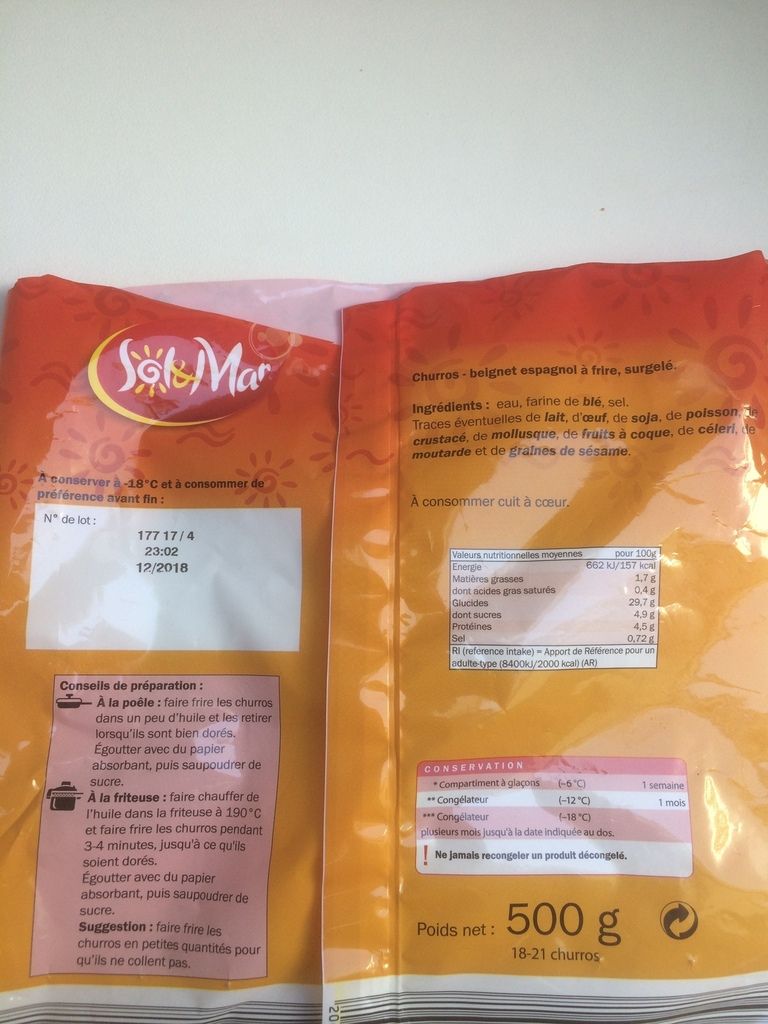 Sol&Mar
À conserver à -18°C et à consommer de
préférence avant fin :
N° de lot :
177 17/ 4
23:02
12/2018
Conseils de préparation :
À la poêle : faire frire les churros
dans un peu d'huile et les retirer
lorsqu'ils sont bien dorés.
Égoutter avec du papier
absorbant, puis saupoudrer de
sucre.
À la friteuse : faire chauffer de
l'huile dans la friteuse à 190°C
et faire frire les churros pendant
3-4 minutes, jusqu'à ce qu'ils
soient dorés.
Égoutter avec du papier
absorbant, puis saupoudrer de
sucre.
Suggestion : faire frire les
churros en petites quantités pour
qu'ils ne collent pas.
Churros - beignet espagnol à frire, surgelé.
Ingrédients : eau, farine de blé, sel.
Traces éventuelles de lait, d'œuf, de soja, de poisson, de
crustacé, de mollusque, de fruits à coque, de céleri, de
moutarde et de graines de sésame.
À consommer cuit à cœur.
Valeurs nutritionnelles moyennes pour 100g
Energie 662 kJ/157 kcal
Matières grasses 1,7 g
dont acides gras saturés 0,4 g
Glucides 29,7 g
dont sucres 4,9 g
Protéines 4,5 g
Sel 0,72 g
RI (reference intake) = Apport de Référence pour un
adulte-type (8400kJ/2000 kcal) (AR)
CONSERVATION
* Compartiment à glaçons (-6°C) 1 semaine
** Congélateur (-12°C) 1 mois
*** Congélateur (-18°C)
plusieurs mois jusqu'à la date indiquée au dos.
! Ne jamais recongeler un produit décongelé.
Poids net : 500 g
18-21 churros
20